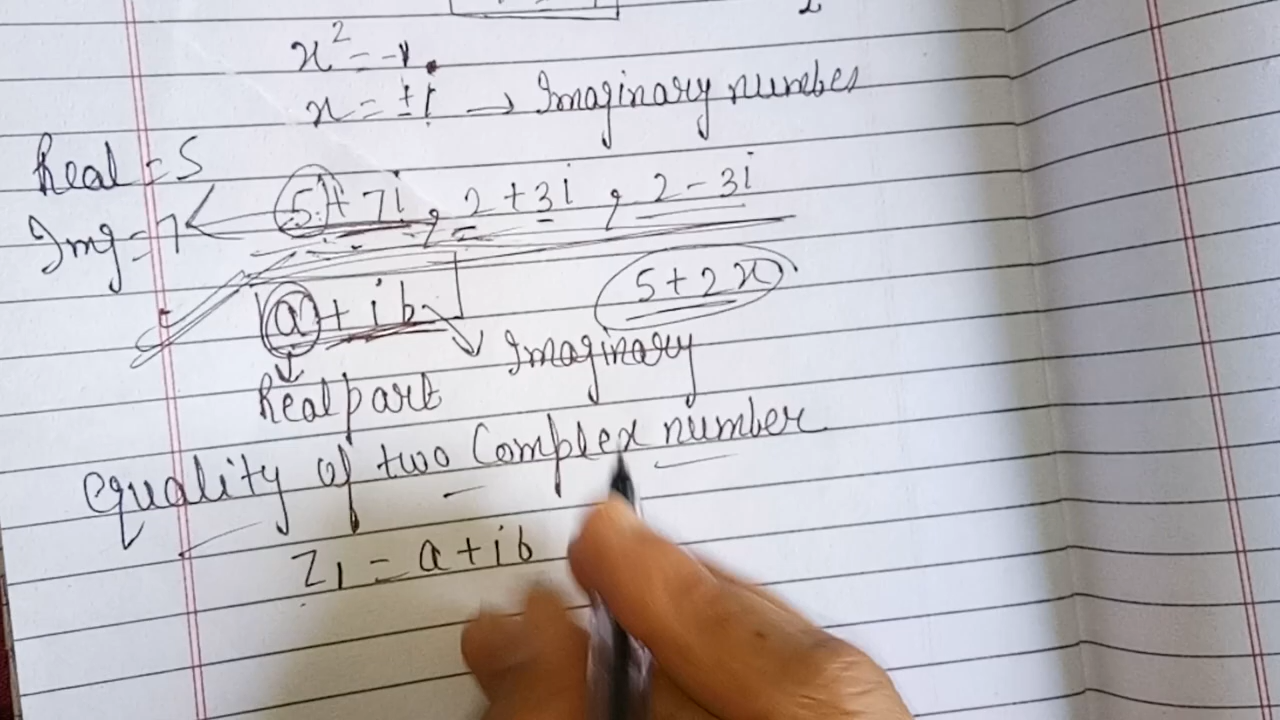 x² = -1
x = ± i → Imaginary number
Real = 5
5 + 7i , 2 + 3i , 2 - 3i
Img = 7
5 + 2x
a + ib
Imaginary
Real part
equality of two Complex number
Z₁ = a + ib